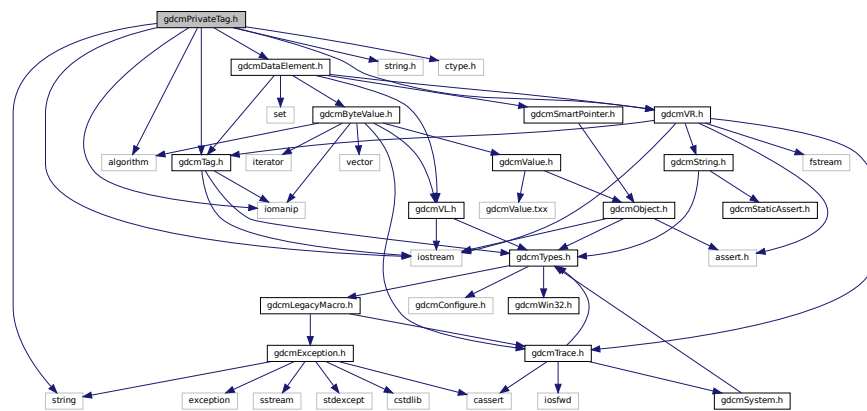 gdcmPrivateTag.h
gdcmDataElement.h
string.h
ctype.h
set
gdcmByteValue.h
gdcmSmartPointer.h
gdcmVR.h
algorithm
gdcmTag.h
iterator
vector
gdcmValue.h
gdcmString.h
fstream
iomanip
gdcmVL.h
gdcmValue.txx
gdcmObject.h
gdcmStaticAssert.h
iostream
gdcmTypes.h
assert.h
gdcmLegacyMacro.h
gdcmConfigure.h
gdcmWin32.h
gdcmException.h
gdcmTrace.h
string
exception
sstream
stdexcept
cstdlib
cassert
iosfwd
gdcmSystem.h